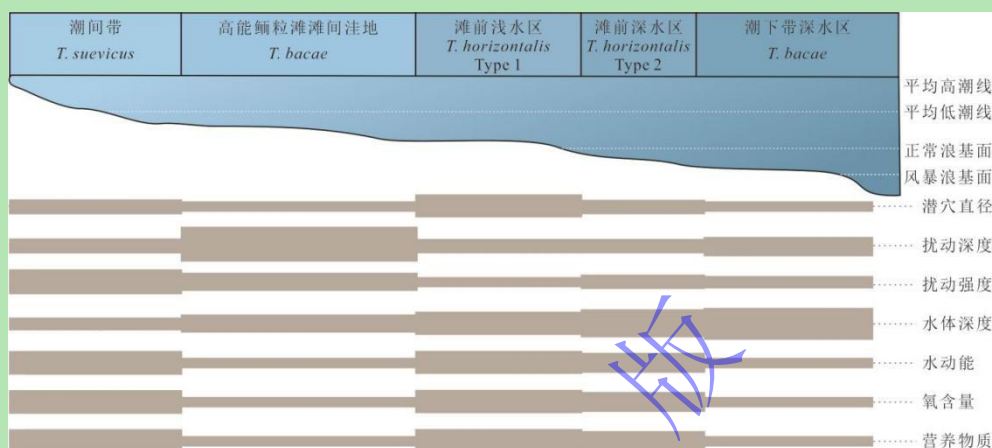 潮间带
T. suevicus
高能鲕粒滩滩间洼地
T. bacae
滩前浅水区
T. horizontalis
Type 1
滩前深水区
T. horizontalis
Type 2
潮下带深水区
T. bacae
平均高潮线
平均低潮线
正常浪基面
风暴浪基面
潜穴直径
扰动深度
扰动强度
水体深度
水动能
氧含量
营养物质
版